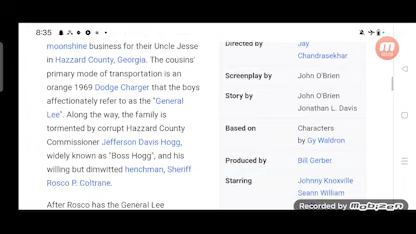 8:35
moonshine business for their Uncle Jesse
in Hazzard County, Georgia. The cousins'
primary mode of transportation is an
orange 1969 Dodge Charger that the boys
affectionately refer to as the "General
Lee". Along the way, the family is
tormented by corrupt Hazzard County
Commissioner Jefferson Davis Hogg,
widely known as "Boss Hogg", and his
willing but dimwitted henchman, Sheriff
Rosco P. Coltrane.
After Rosco has the General Lee
Directed by Jay
Chandrasekhar
Screenplay by John O'Brien
Story by John O'Brien
Jonathan L. Davis
Based on Characters
by Gy Waldron
Produced by Bill Gerber
Starring Johnny Knoxville
Seann William
Recorded by Mobizen